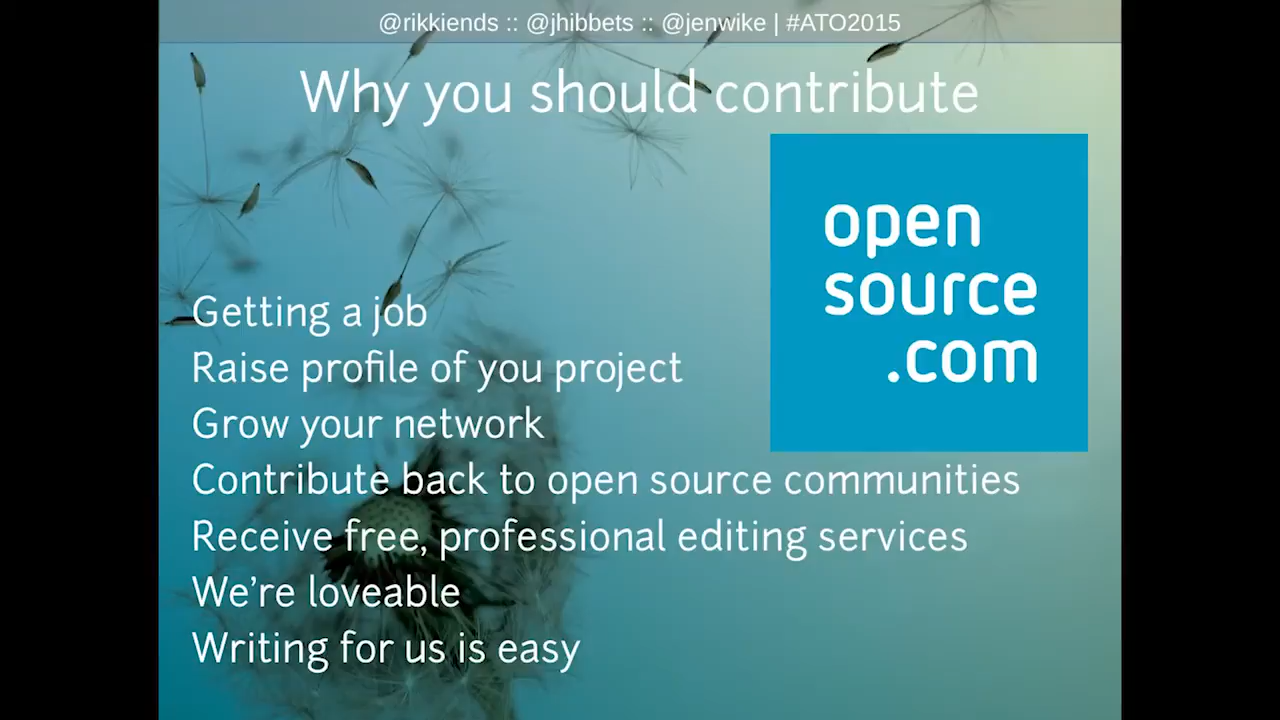 @rikkiends :: @jhibbets :: @jenwike | #ATO2015
Why you should contribute
open
source
.com
Getting a job
Raise profile of you project
Grow your network
Contribute back to open source communities
Receive free, professional editing services
We're loveable
Writing for us is easy